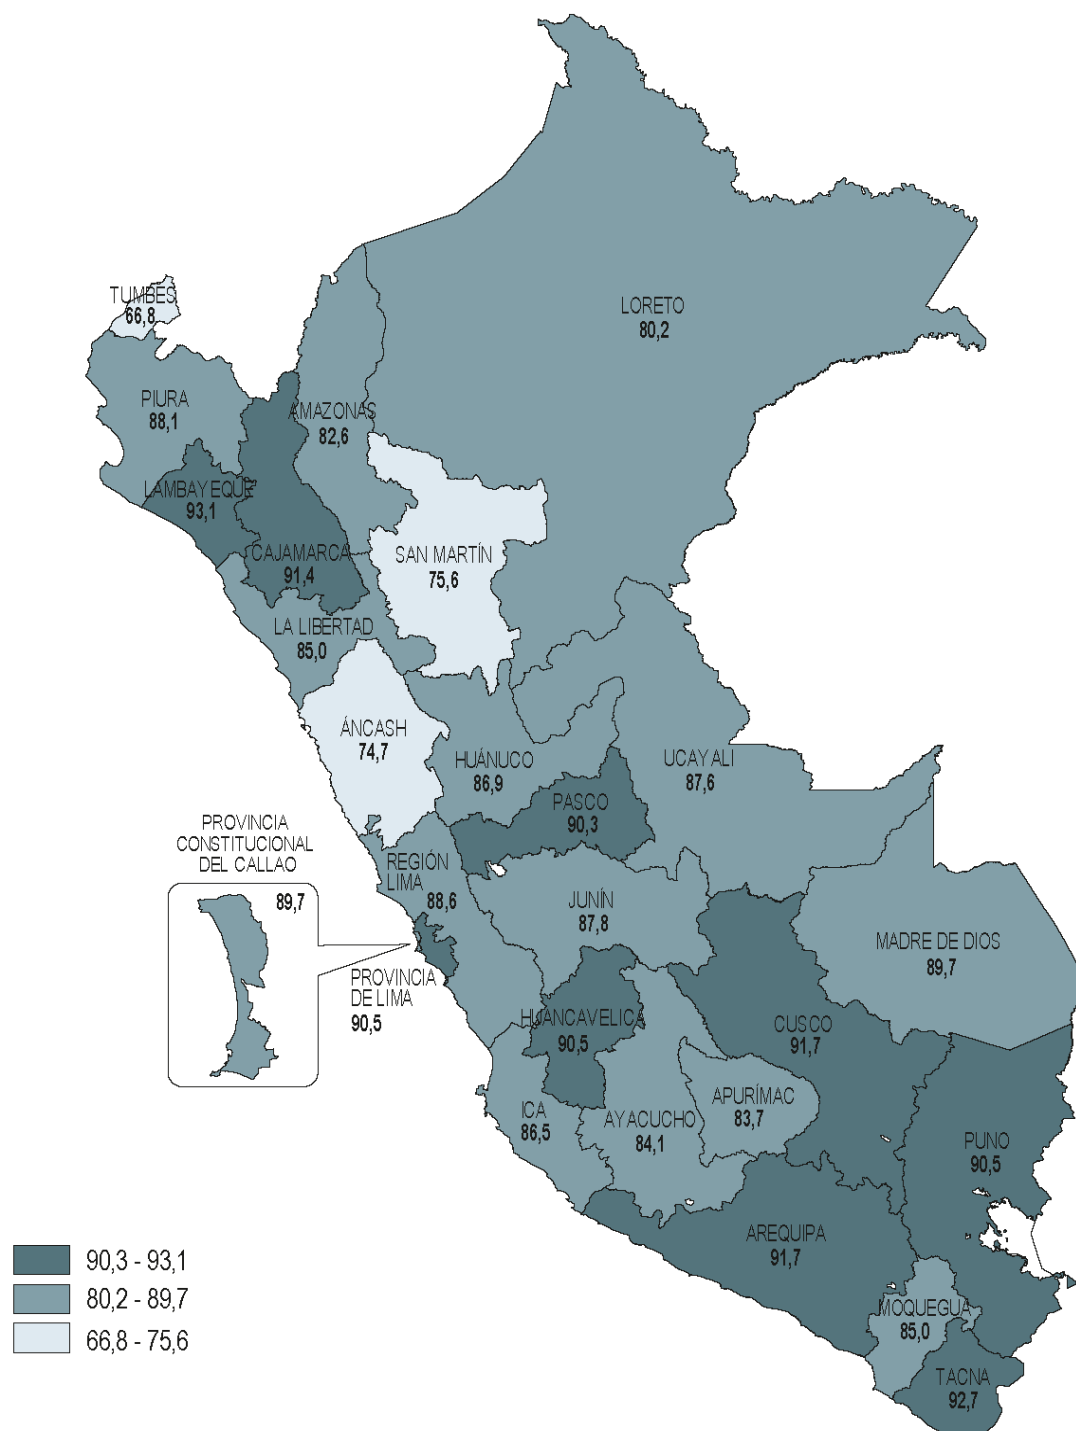 TUMBES
66,8
LORETO
80,2
PIURA
88,1
AMAZONAS
82,6
LAMBAYEQUE
93,1
CAJAMARCA
91,4
SAN MARTÍN
75,6
LA LIBERTAD
85,0
ÁNCASH
74,7
HUÁNUCO
86,9
UCAYALI
87,6
PASCO
90,3
PROVINCIA
CONSTITUCIONAL
DEL CALLAO
89,7
REGIÓN
LIMA
88,6
JUNÍN
87,8
MADRE DE DIOS
89,7
PROVINCIA
DE LIMA
90,5
HUANCAVELICA
90,5
CUSCO
91,7
APURÍMAC
83,7
ICA
86,5
AYACUCHO
84,1
PUNO
90,5
AREQUIPA
91,7
MOQUEGUA
85,0
TACNA
92,7
90,3 - 93,1
80,2 - 89,7
66,8 - 75,6